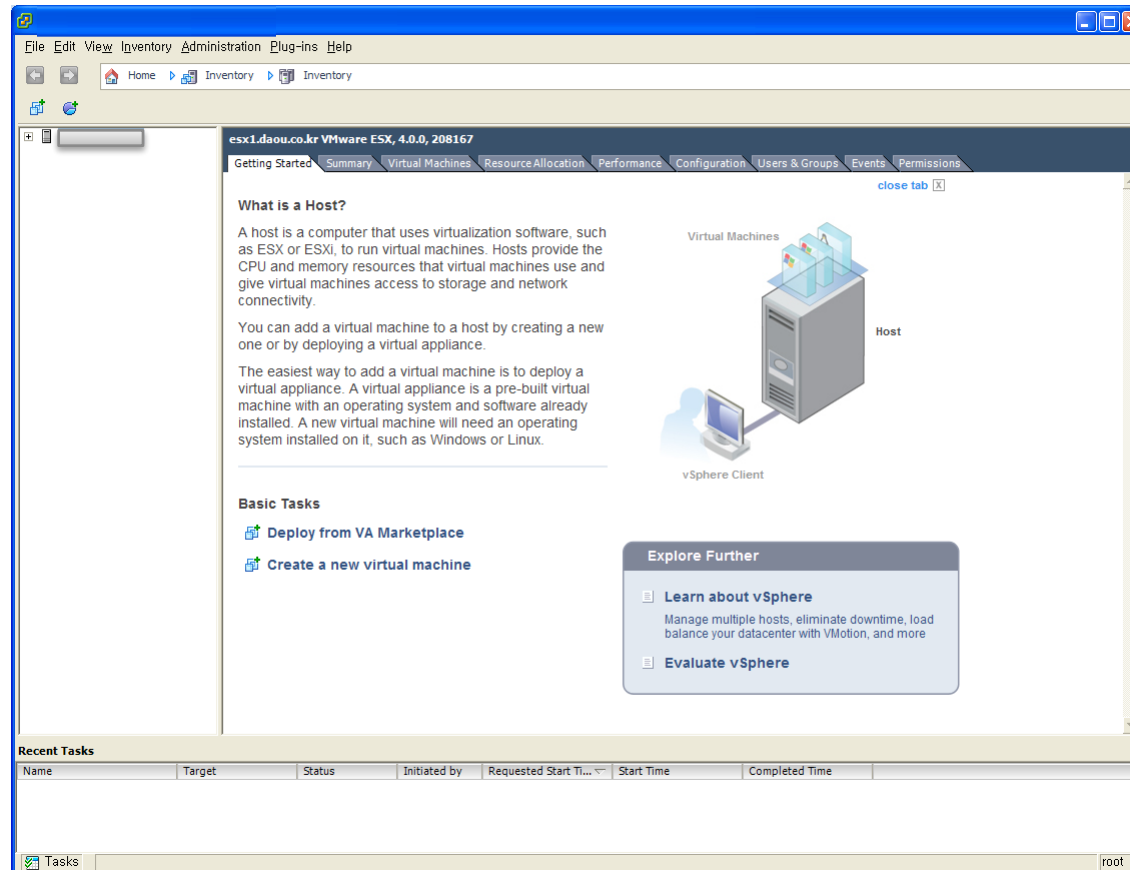 File Edit View Inventory Administration Plug-ins Help
Home Inventory Inventory
esx1.daou.co.kr VMware ESX, 4.0.0, 208167
Getting Started Summary Virtual Machines Resource Allocation Performance Configuration Users & Groups Events Permissions
close tab X
What is a Host?
A host is a computer that uses virtualization software, such
as ESX or ESXi, to run virtual machines. Hosts provide the
CPU and memory resources that virtual machines use and
give virtual machines access to storage and network
connectivity.
You can add a virtual machine to a host by creating a new
one or by deploying a virtual appliance.
The easiest way to add a virtual machine is to deploy a
virtual appliance. A virtual appliance is a pre-built virtual
machine with an operating system and software already
installed. A new virtual machine will need an operating
system installed on it, such as Windows or Linux.
Virtual Machines
Host
vSphere Client
Basic Tasks
Deploy from VA Marketplace
Create a new virtual machine
Explore Further
Learn about vSphere
Manage multiple hosts, eliminate downtime, load
balance your datacenter with VMotion, and more
Evaluate vSphere
Recent Tasks
Name Target Status Initiated by Requested Start Ti... Start Time Completed Time
Tasks root